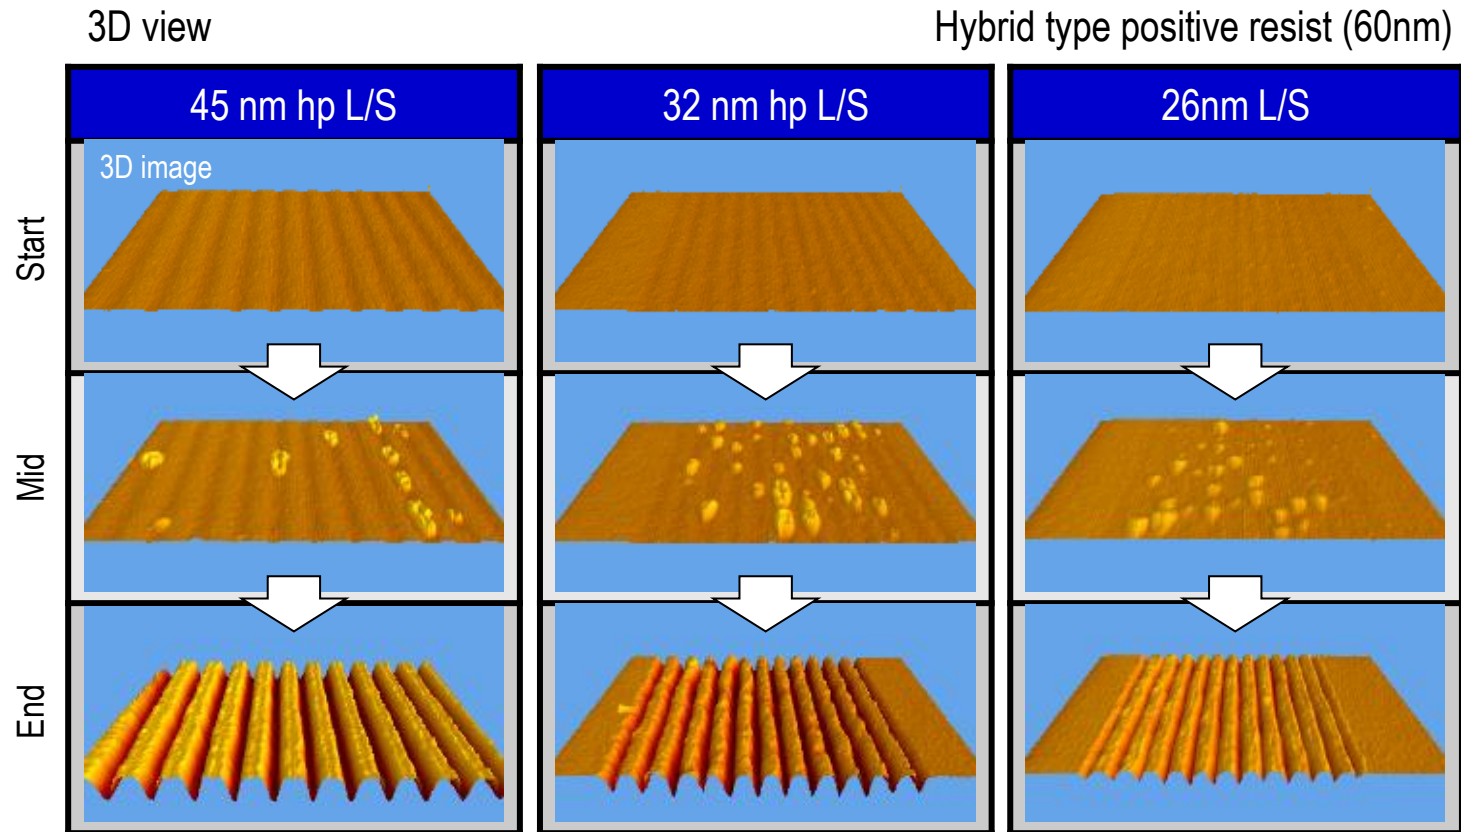 3D view
Hybrid type positive resist (60nm)
45 nm hp L/S
32 nm hp L/S
26nm L/S
3D image
Start
Mid
End